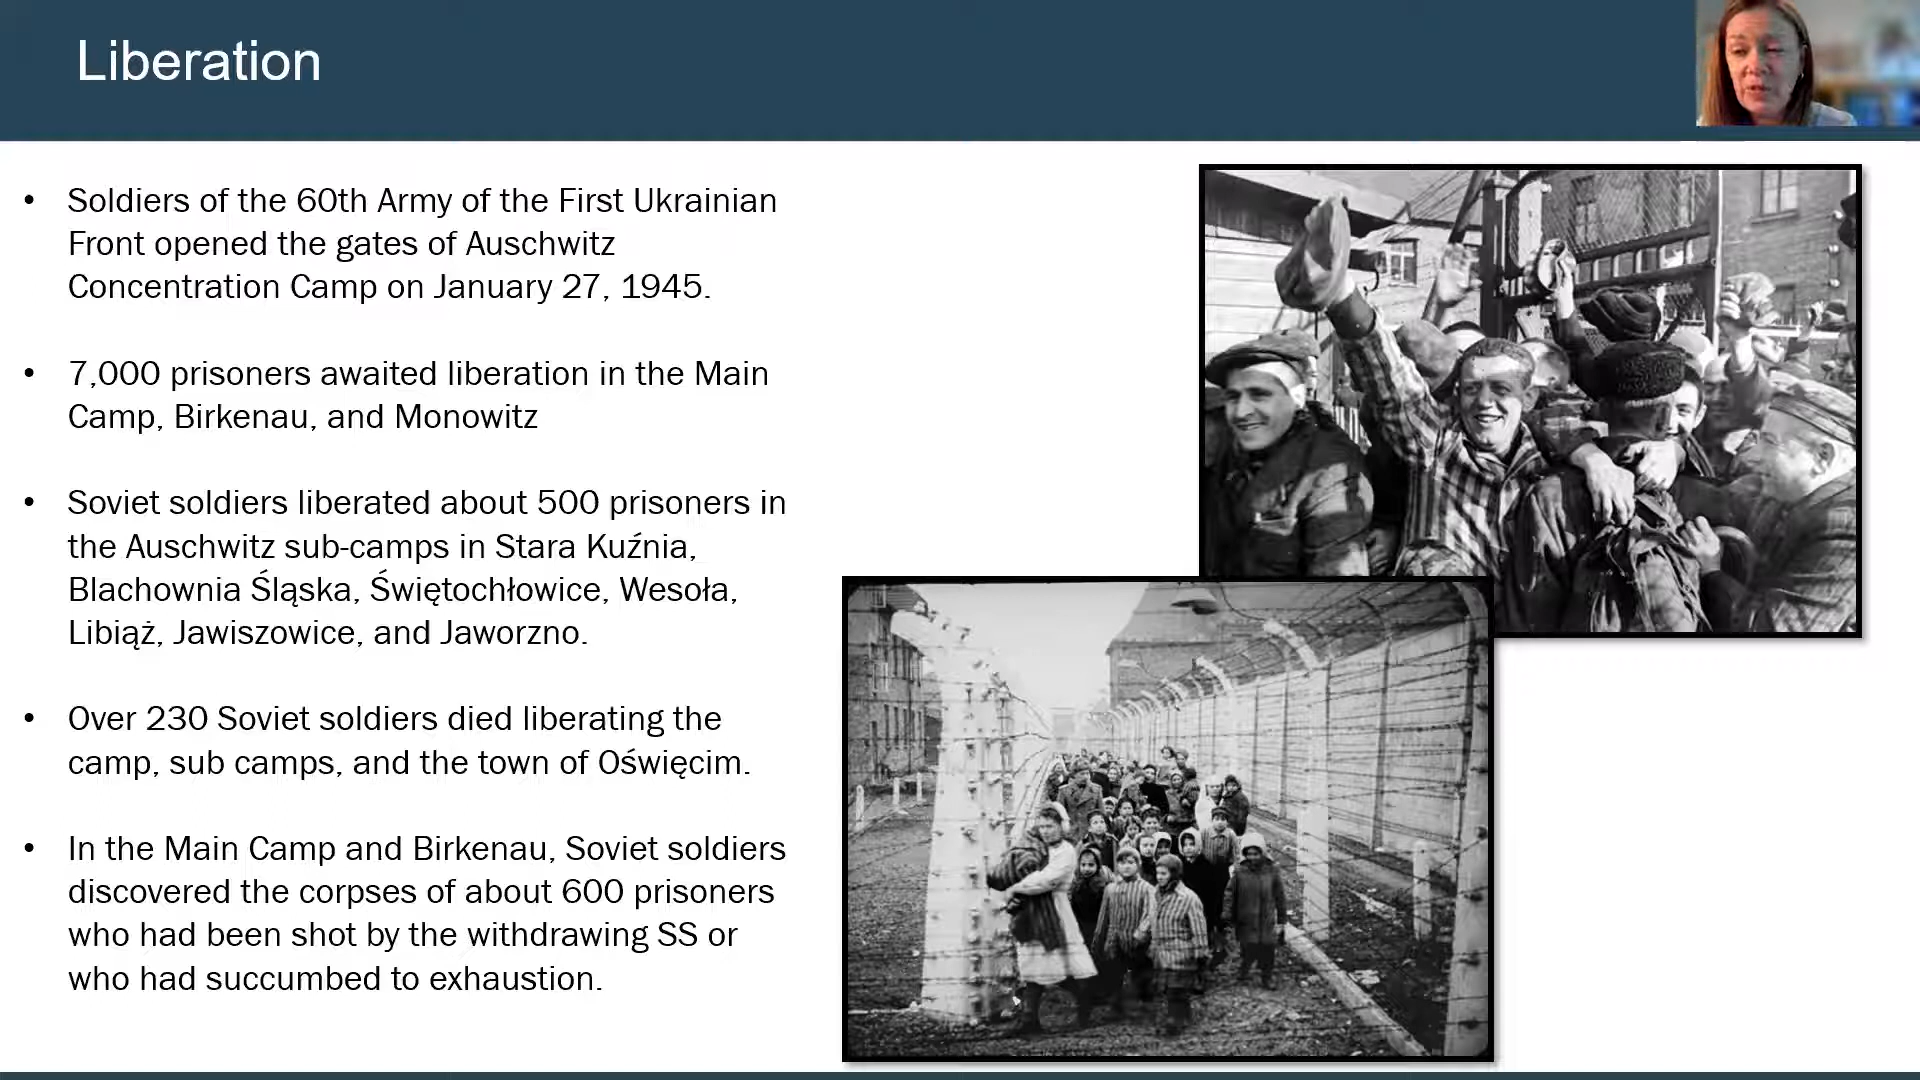 Liberation
• Soldiers of the 60th Army of the First Ukrainian
Front opened the gates of Auschwitz
Concentration Camp on January 27, 1945.
• 7,000 prisoners awaited liberation in the Main
Camp, Birkenau, and Monowitz
• Soviet soldiers liberated about 500 prisoners in
the Auschwitz sub-camps in Stara Kuźnia,
Blachownia Śląska, Świętochłowice, Wesoła,
Libiąż, Jawiszowice, and Jaworzno.
• Over 230 Soviet soldiers died liberating the
camp, sub camps, and the town of Oświęcim.
• In the Main Camp and Birkenau, Soviet soldiers
discovered the corpses of about 600 prisoners
who had been shot by the withdrawing SS or
who had succumbed to exhaustion.